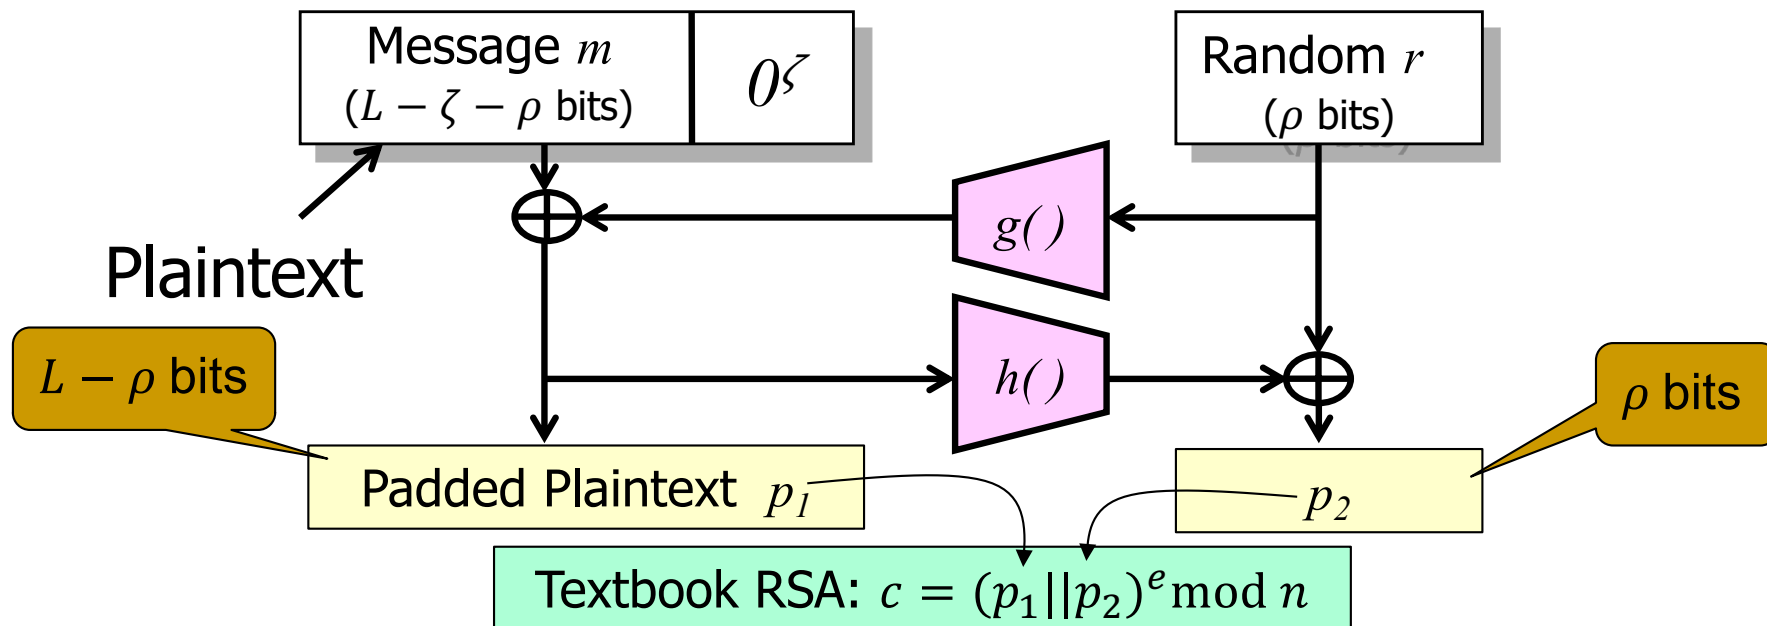 Message m
(L − ζ − ρ bits)
0^ζ
Random r
(ρ bits)
g( )
Plaintext
h()
L − ρ bits
ρ bits
Padded Plaintext p₁
p₂
Textbook RSA: c = (p₁||p₂)^e mod n